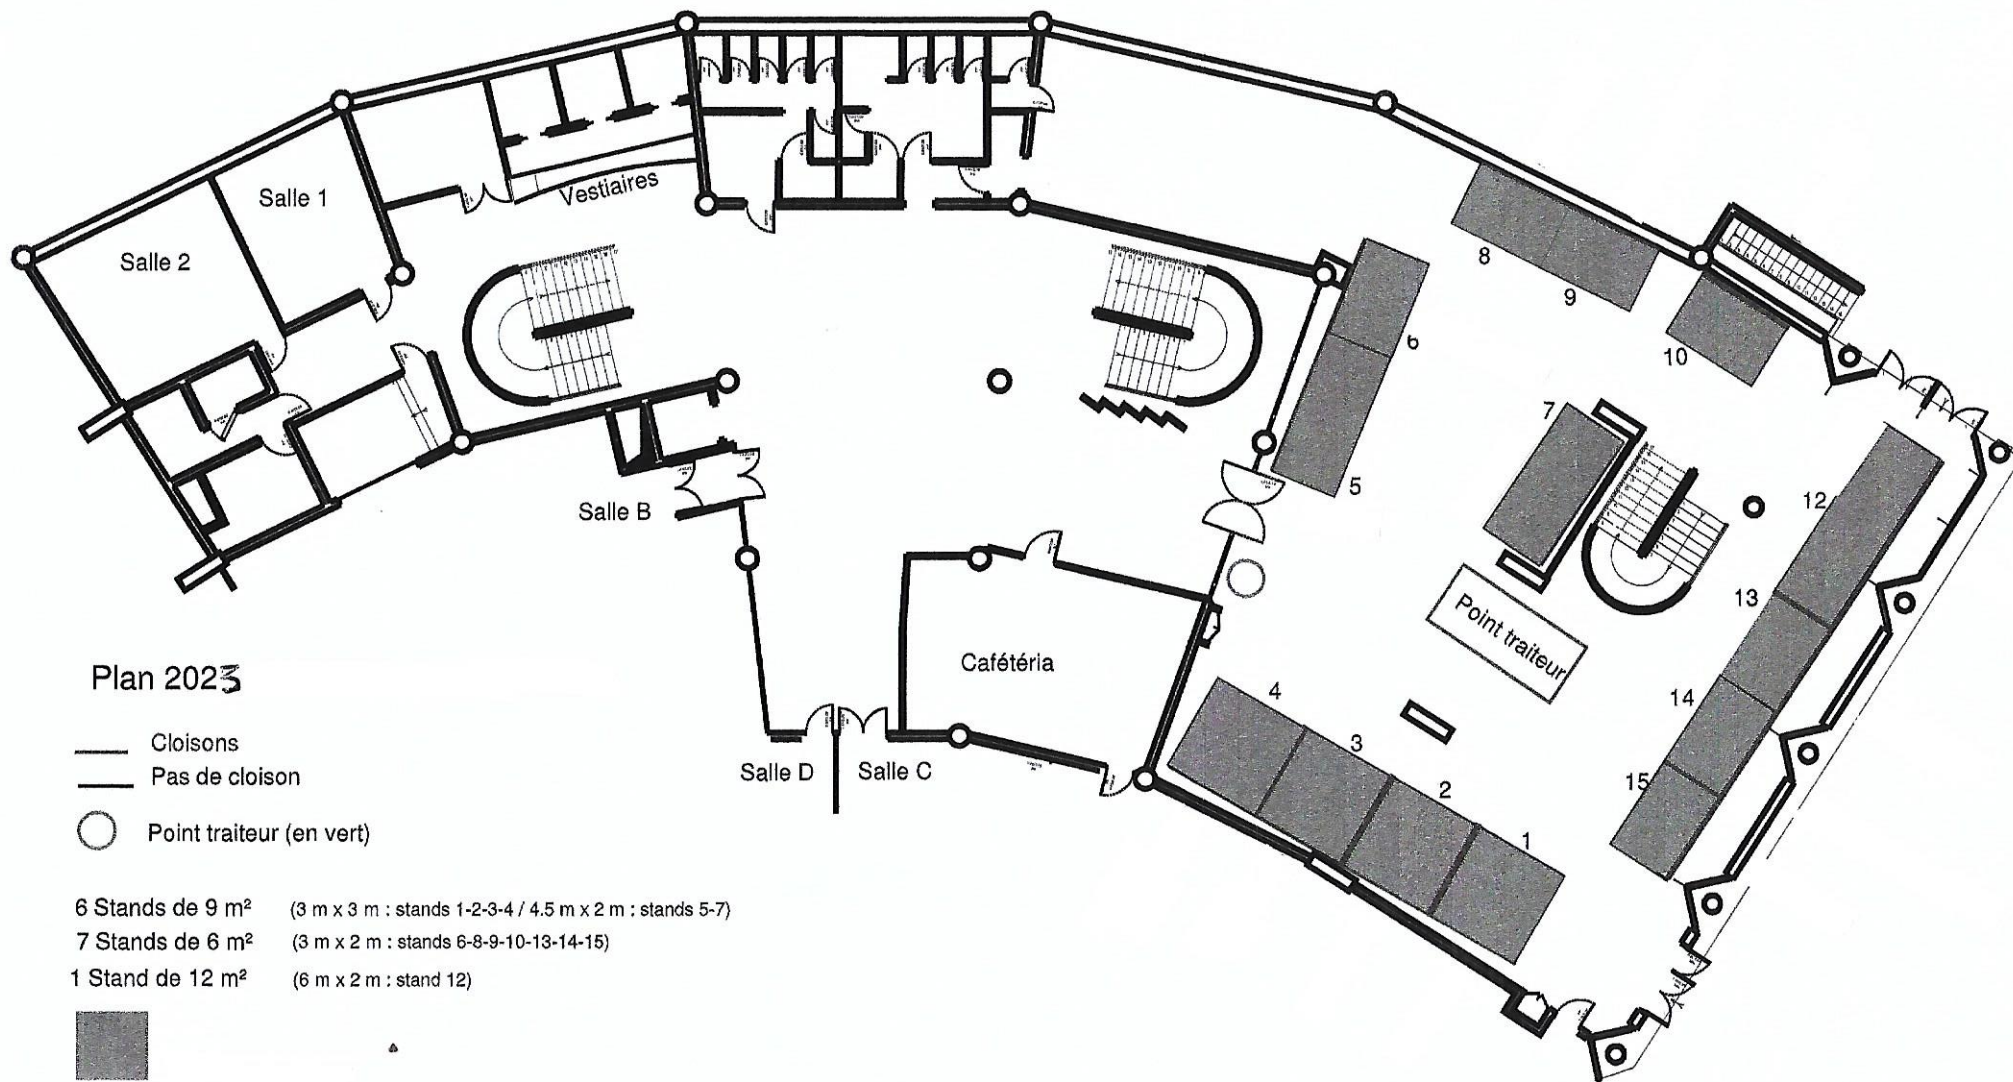 Salle 1
Vestiaires
Salle 2
8
9
6
10
7
5
12
Salle B
13
Point traiteur
Cafétéria
Plan 2023
4
14
Cloisons
3
Salle D
Salle C
Pas de cloison
15
2
Point traiteur (en vert)
1
6 Stands de 9 m² (3 m x 3 m : stands 1-2-3-4 / 4.5 m x 2 m : stands 5-7)
7 Stands de 6 m² (3 m x 2 m : stands 6-8-9-10-13-14-15)
1 Stand de 12 m² (6 m x 2 m : stand 12)